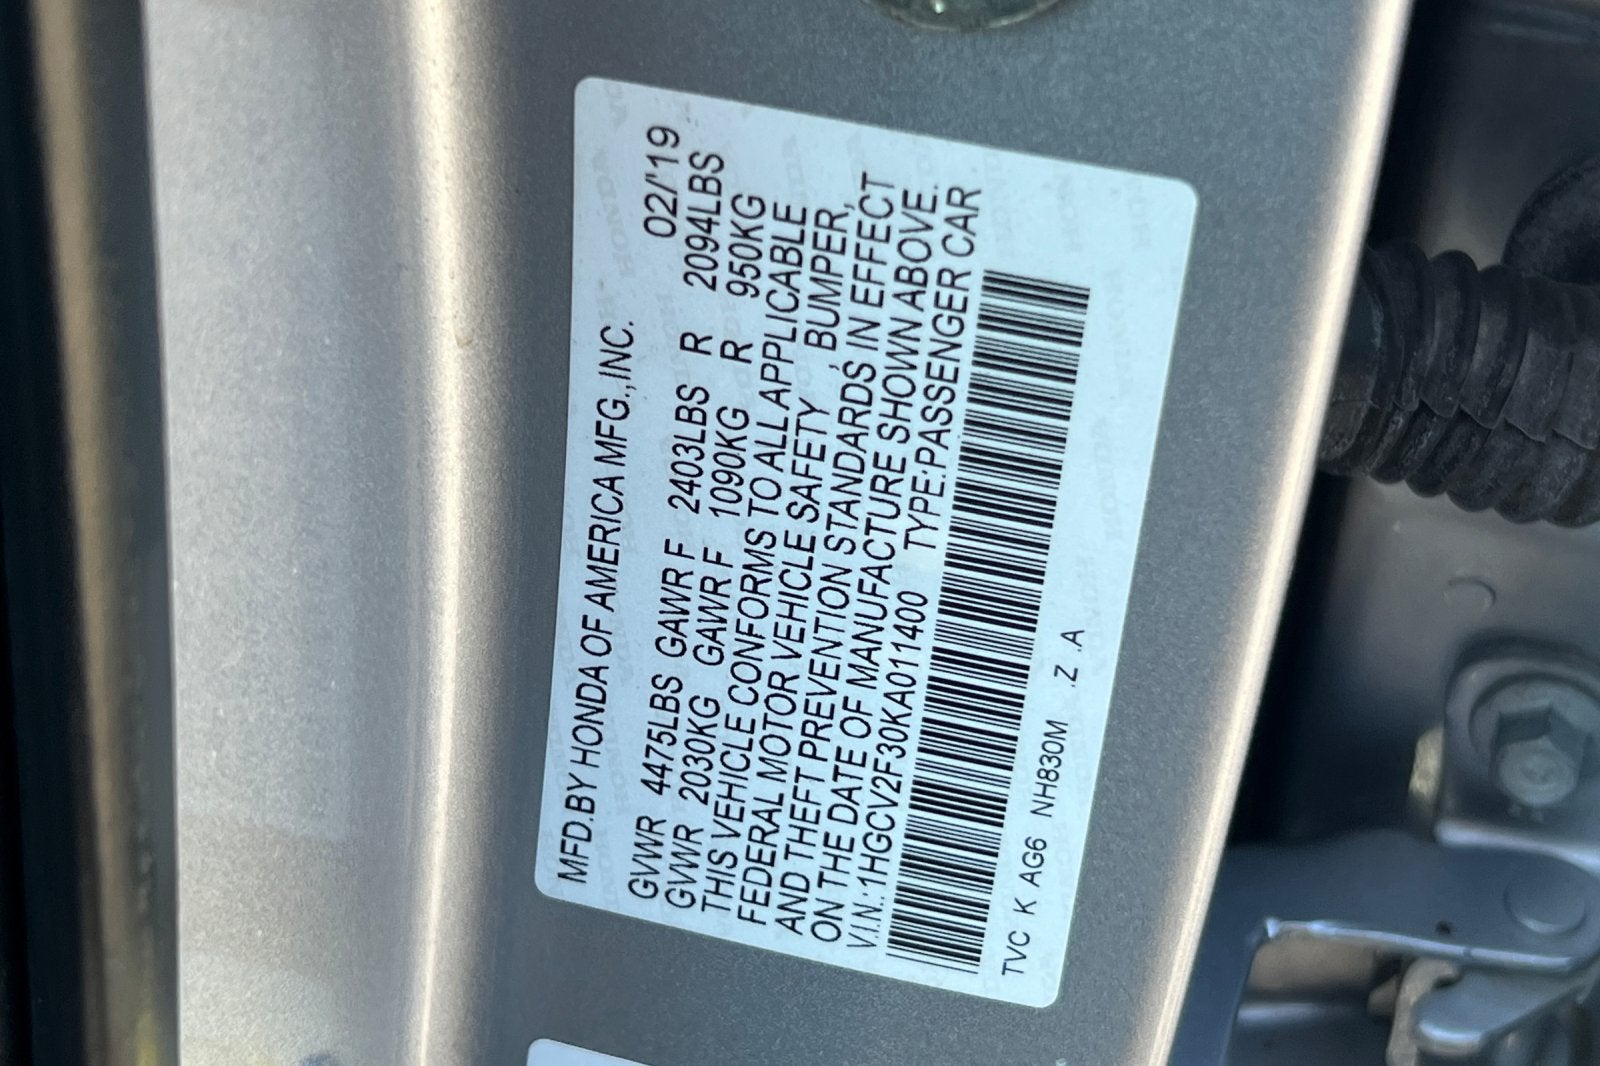 MFD.BY HONDA OF AMERICA MFG.,INC. 02/'19
GVWR 4475LBS GAWR F 2403LBS R 2094LBS
GVWR 2030KG GAWR F 1090KG R 950KG
THIS VEHICLE CONFORMS TO ALL APPLICABLE
FEDERAL MOTOR VEHICLE SAFETY BUMPER,
AND THEFT PREVENTION STANDARDS, IN EFFECT
ON THE DATE OF MANUFACTURE SHOWN ABOVE.
V.I.N.:1HGCV2F30KA011400 TYPE:PASSENGER CAR
TVC K AG6 NH830M .Z .A